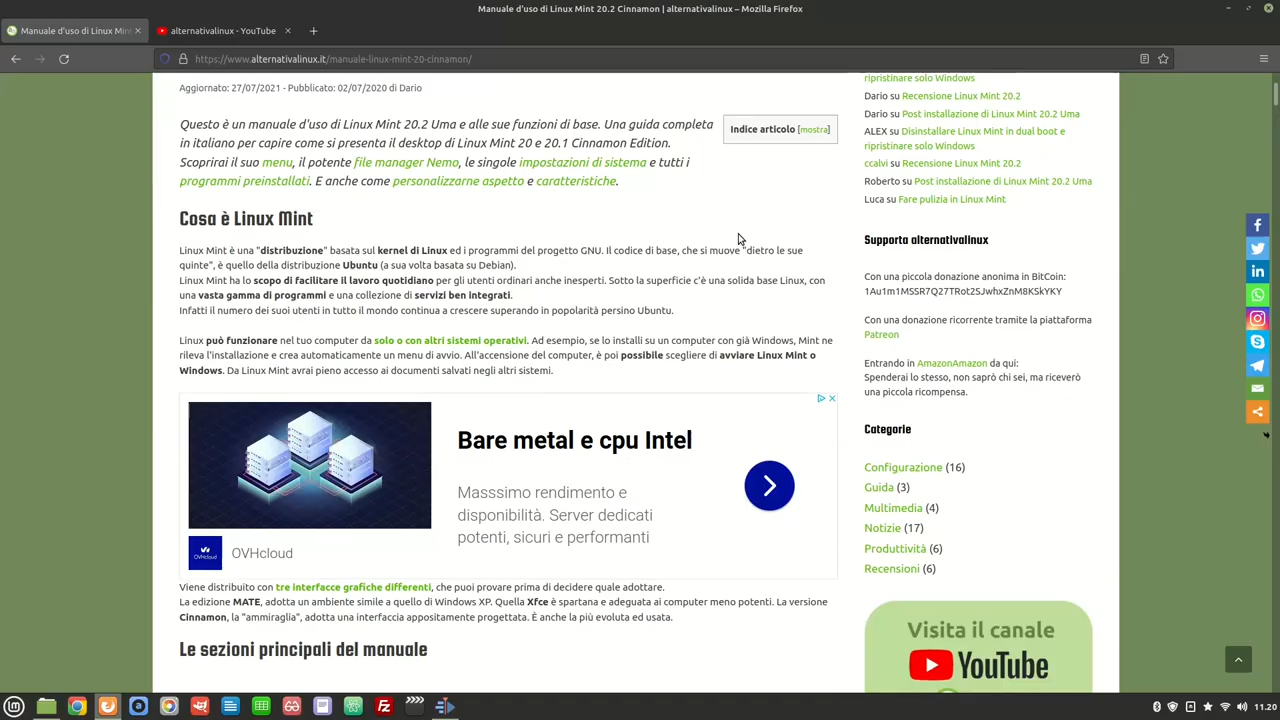 Manuale d'uso di Linux Mint 20.2 Cinnamon | alternativalinux – Mozilla Firefox
Manuale d'uso di Linux Min
alternativalinux - YouTube
https://www.alternativalinux.it/manuale-linux-mint-20-cinnamon/
Aggiornato: 27/07/2021 - Pubblicato: 02/07/2020 di Dario
Questo è un manuale d'uso di Linux Mint 20.2 Uma e alle sue funzioni di base. Una guida completa
in italiano per capire come si presenta il desktop di Linux Mint 20 e 20.1 Cinnamon Edition.
Scoprirai il suo menu, il potente file manager Nemo, le singole impostazioni di sistema e tutti i
programmi preinstallati. E anche come personalizzarne aspetto e caratteristiche.
Indice articolo [mostra]
Cosa è Linux Mint
Linux Mint è una "distribuzione" basata sul kernel di Linux ed i programmi del progetto GNU. Il codice di base, che si muove "dietro le sue
quinte", è quello della distribuzione Ubuntu (a sua volta basata su Debian).
Linux Mint ha lo scopo di facilitare il lavoro quotidiano per gli utenti ordinari anche inesperti. Sotto la superficie c'è una solida base Linux, con
una vasta gamma di programmi e una collezione di servizi ben integrati.
Infatti il numero dei suoi utenti in tutto il mondo continua a crescere superando in popolarità persino Ubuntu.
Linux può funzionare nel tuo computer da solo o con altri sistemi operativi. Ad esempio, se lo installi su un computer con già Windows, Mint ne
rileva l'installazione e crea automaticamente un menu di avvio. All'accensione del computer, è poi possibile scegliere di avviare Linux Mint o
Windows. Da Linux Mint avrai pieno accesso ai documenti salvati negli altri sistemi.
Bare metal e cpu Intel
Masssimo rendimento e
disponibilità. Server dedicati
potenti, sicuri e performanti
OVHcloud
OVHcloud
Viene distribuito con tre interfacce grafiche differenti, che puoi provare prima di decidere quale adottare.
La edizione MATE, adotta un ambiente simile a quello di Windows XP. Quella Xfce è spartana e adeguata ai computer meno potenti. La versione
Cinnamon, la "ammiraglia", adotta una interfaccia appositamente progettata. È anche la più evoluta ed usata.
Le sezioni principali del manuale
ripristinare solo Windows
Dario su Recensione Linux Mint 20.2
Dario su Post installazione di Linux Mint 20.2 Uma
ALEX su Disinstallare Linux Mint in dual boot e
ripristinare solo Windows
ccalvi su Recensione Linux Mint 20.2
Roberto su Post installazione di Linux Mint 20.2 Uma
Luca su Fare pulizia in Linux Mint
Supporta alternativalinux
Con una piccola donazione anonima in BitCoin:
1Au1m1MSSR7Q27TRot2SJwhxZnM8KSkYKY
Con una donazione ricorrente tramite la piattaforma
Patreon
Entrando in AmazonAmazon da qui:
Spenderai lo stesso, non saprò chi sei, ma riceverò
una piccola ricompensa.
Categorie
Configurazione (16)
Guida (3)
Multimedia (4)
Notizie (17)
Produttività (6)
Recensioni (6)
Visita il canale
YouTube
11.20